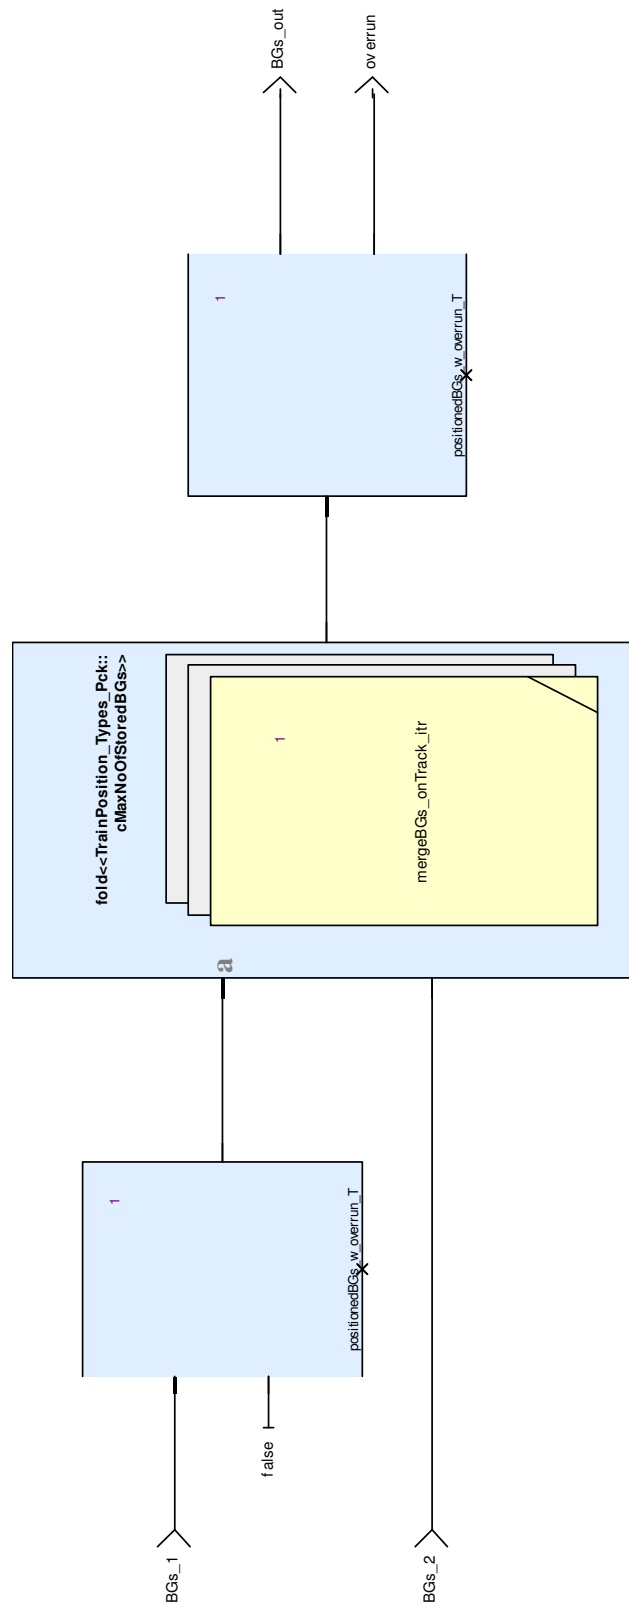 BGs_1
false
BGs_2
1
positionedBGs_w_overrun_T
a
fold<<TrainPosition_Types_Pck::
cMaxNoOfStoredBGs>>
1
mergeBGs_onTrack_itr
1
positionedBGs_w_overrun_T
BGs_out
overrun